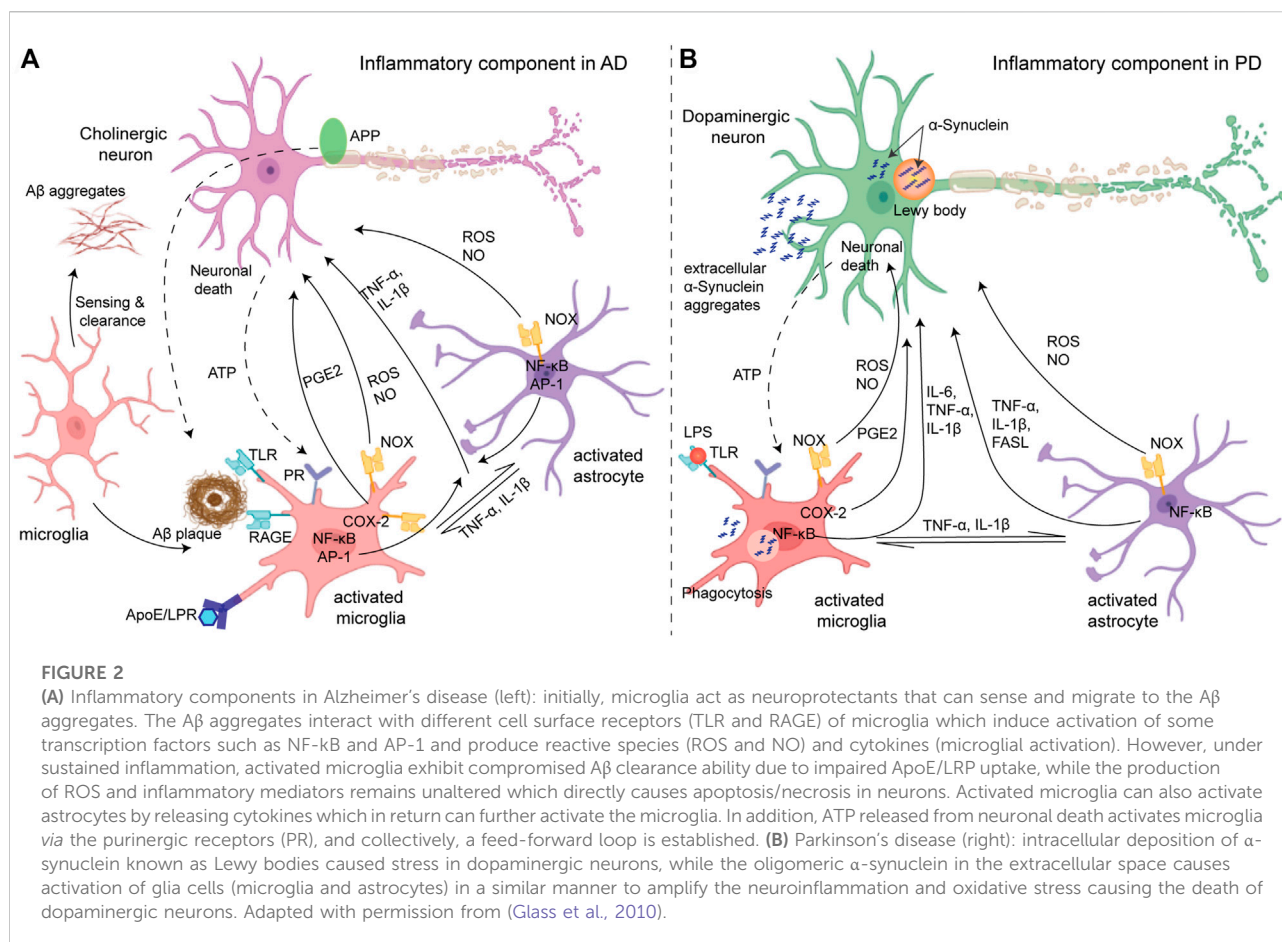 A
Inflammatory component in AD
Cholinergic
neuron
APP
Aβ aggregates
Sensing &
clearance
Neuronal
death
ATP
PGE2
ROS
NO
TNF-α,
IL-1β
ROS
NO
NOX
NF-κB
AP-1
activated
astrocyte
microglia
Aβ plaque
TLR
PR
NOX
RAGE
COX-2
NF-κB
AP-1
TNF-α, IL-1β
ApoE/LPR
activated
microglia
B
Inflammatory component in PD
Dopaminergic
neuron
α-Synuclein
Lewy body
extracellular
α-Synuclein
aggregates
Neuronal
death
ATP
ROS
NO
PGE2
IL-6,
TNF-α,
IL-1β
TNF-α,
IL-1β,
FASL
ROS
NO
LPS
TLR
NOX
COX-2
NF-κB
Phagocytosis
activated
microglia
TNF-α, IL-1β
NOX
NF-κB
activated
astrocyte
FIGURE 2
(A) Inflammatory components in Alzheimer's disease (left): initially, microglia act as neuroprotectants that can sense and migrate to the Aβ
aggregates. The Aβ aggregates interact with different cell surface receptors (TLR and RAGE) of microglia which induce activation of some
transcription factors such as NF-kB and AP-1 and produce reactive species (ROS and NO) and cytokines (microglial activation). However, under
sustained inflammation, activated microglia exhibit compromised Aβ clearance ability due to impaired ApoE/LRP uptake, while the production
of ROS and inflammatory mediators remains unaltered which directly causes apoptosis/necrosis in neurons. Activated microglia can also activate
astrocytes by releasing cytokines which in return can further activate the microglia. In addition, ATP released from neuronal death activates microglia
via the purinergic receptors (PR), and collectively, a feed-forward loop is established. (B) Parkinson's disease (right): intracellular deposition of α-
synuclein known as Lewy bodies caused stress in dopaminergic neurons, while the oligomeric α-synuclein in the extracellular space causes
activation of glia cells (microglia and astrocytes) in a similar manner to amplify the neuroinflammation and oxidative stress causing the death of
dopaminergic neurons. Adapted with permission from (Glass et al., 2010).